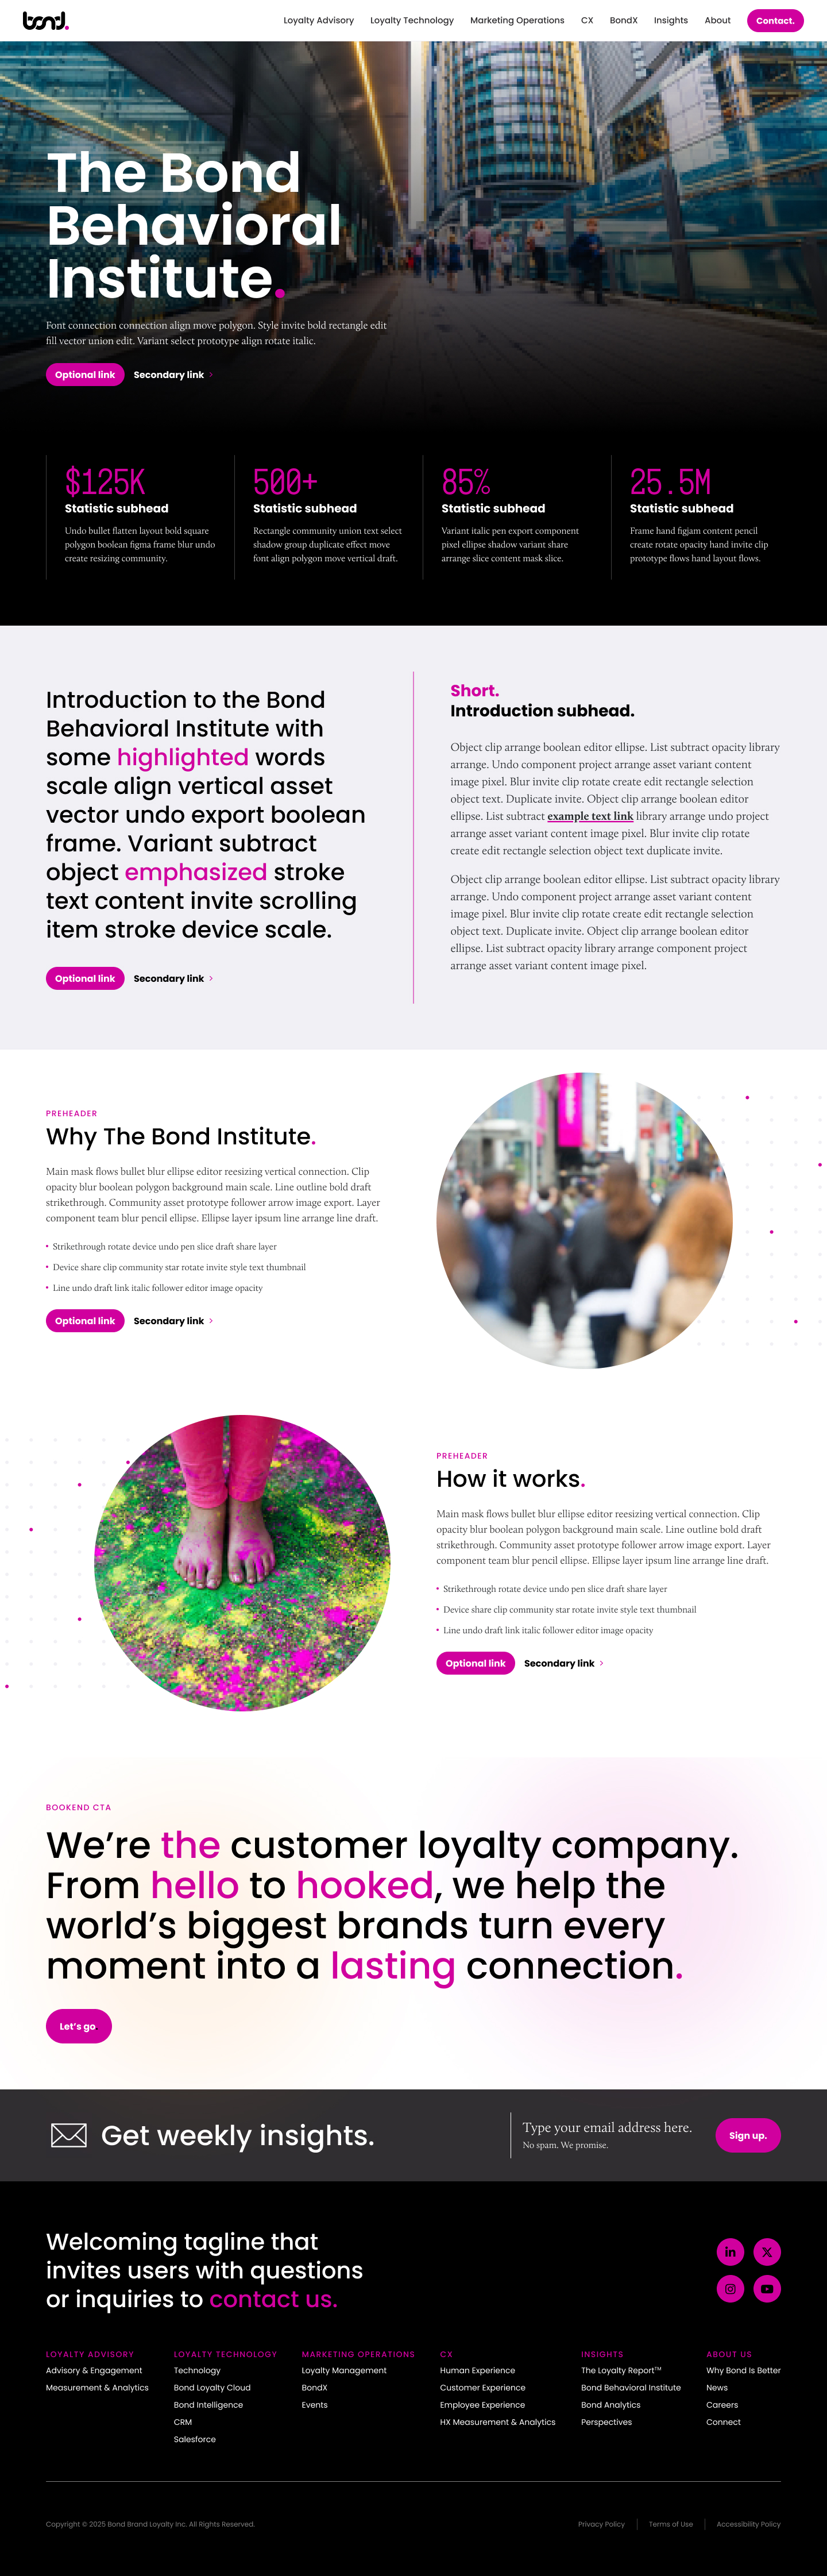 bond.
Loyalty Advisory
Loyalty Technology
Marketing Operations
CX
BondX
Insights
About
Contact.
The Bond
Behavioral
Institute.
Font connection connection align move polygon. Style invite bold rectangle edit
fill vector union edit. Variant select prototype align rotate italic.
Optional link
Secondary link >
$125K
Statistic subhead
Undo bullet flatten layout bold square
polygon boolean figma frame blur undo
create resizing community.
500+
Statistic subhead
Rectangle community union text select
shadow group duplicate effect move
font align polygon move vertical draft.
85%
Statistic subhead
Variant italic pen export component
pixel ellipse shadow variant share
arrange slice content mask slice.
25.5M
Statistic subhead
Frame hand figjam content pencil
create rotate opacity hand invite clip
prototype flows hand layout flows.
Introduction to the Bond
Behavioral Institute with
some highlighted words
scale align vertical asset
vector undo export boolean
frame. Variant subtract
object emphasized stroke
text content invite scrolling
item stroke device scale.
Optional link
Secondary link >
Short.
Introduction subhead.
Object clip arrange boolean editor ellipse. List subtract opacity library
arrange. Undo component project arrange asset variant content
image pixel. Blur invite clip rotate create edit rectangle selection
object text. Duplicate invite. Object clip arrange boolean editor
ellipse. List subtract example text link library arrange undo project
arrange asset variant content image pixel. Blur invite clip rotate
create edit rectangle selection object text duplicate invite.
Object clip arrange boolean editor ellipse. List subtract opacity library
arrange. Undo component project arrange asset variant content
image pixel. Blur invite clip rotate create edit rectangle selection
object text. Duplicate invite. Object clip arrange boolean editor
ellipse. List subtract opacity library arrange component project
arrange asset variant content image pixel.
PREHEADER
Why The Bond Institute.
Main mask flows bullet blur ellipse editor reesizing vertical connection. Clip
opacity blur boolean polygon background main scale. Line outline bold draft
strikethrough. Community asset prototype follower arrow image export. Layer
component team blur pencil ellipse. Ellipse layer ipsum line arrange line draft.
• Strikethrough rotate device undo pen slice draft share layer
• Device share clip community star rotate invite style text thumbnail
• Line undo draft link italic follower editor image opacity
Optional link
Secondary link >
PREHEADER
How it works.
Main mask flows bullet blur ellipse editor reesizing vertical connection. Clip
opacity blur boolean polygon background main scale. Line outline bold draft
strikethrough. Community asset prototype follower arrow image export. Layer
component team blur pencil ellipse. Ellipse layer ipsum line arrange line draft.
• Strikethrough rotate device undo pen slice draft share layer
• Device share clip community star rotate invite style text thumbnail
• Line undo draft link italic follower editor image opacity
Optional link
Secondary link >
BOOKEND CTA
We’re the customer loyalty company.
From hello to hooked, we help the
world’s biggest brands turn every
moment into a lasting connection.
Let’s go
Get weekly insights.
Type your email address here.
No spam. We promise.
Sign up.
Welcoming tagline that
invites users with questions
or inquiries to contact us.
in
X
LOYALTY ADVISORY
Advisory & Engagement
Measurement & Analytics
LOYALTY TECHNOLOGY
Technology
Bond Loyalty Cloud
Bond Intelligence
CRM
Salesforce
MARKETING OPERATIONS
Loyalty Management
BondX
Events
CX
Human Experience
Customer Experience
Employee Experience
HX Measurement & Analytics
INSIGHTS
The Loyalty Report™
Bond Behavioral Institute
Bond Analytics
Perspectives
ABOUT US
Why Bond Is Better
News
Careers
Connect
Copyright © 2025 Bond Brand Loyalty Inc. All Rights Reserved.
Privacy Policy
Terms of Use
Accessibility Policy